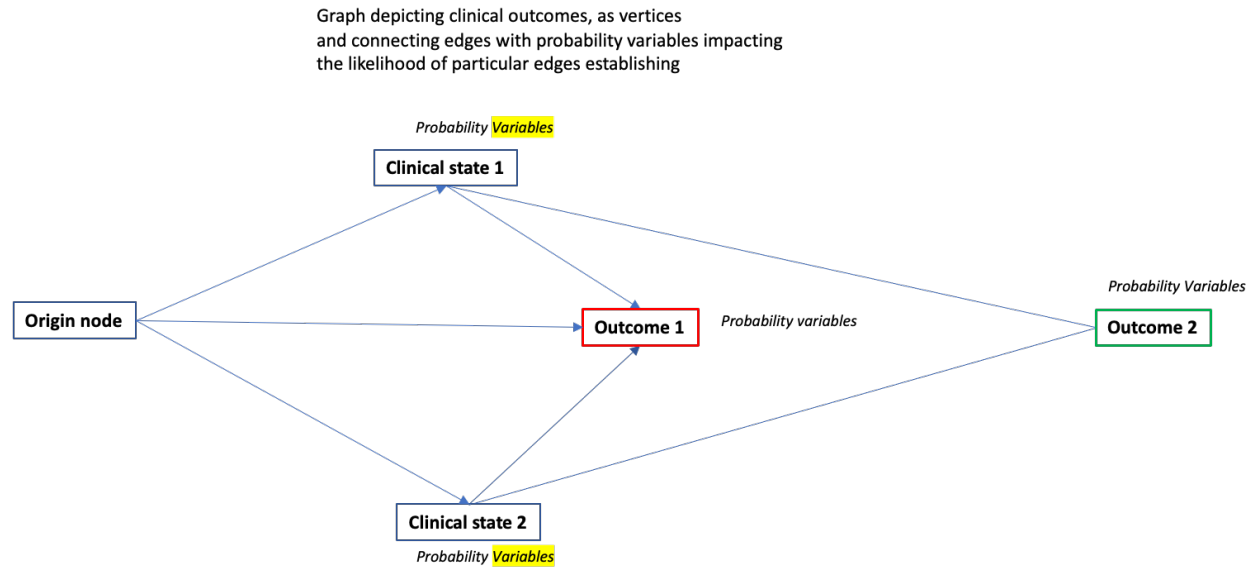 Graph depicting clinical outcomes, as vertices
and connecting edges with probability variables impacting
the likelihood of particular edges establishing
Probability Variables
Clinical state 1
Probability Variables
Origin node
Outcome 1
Probability variables
Outcome 2
Clinical state 2
Probability Variables